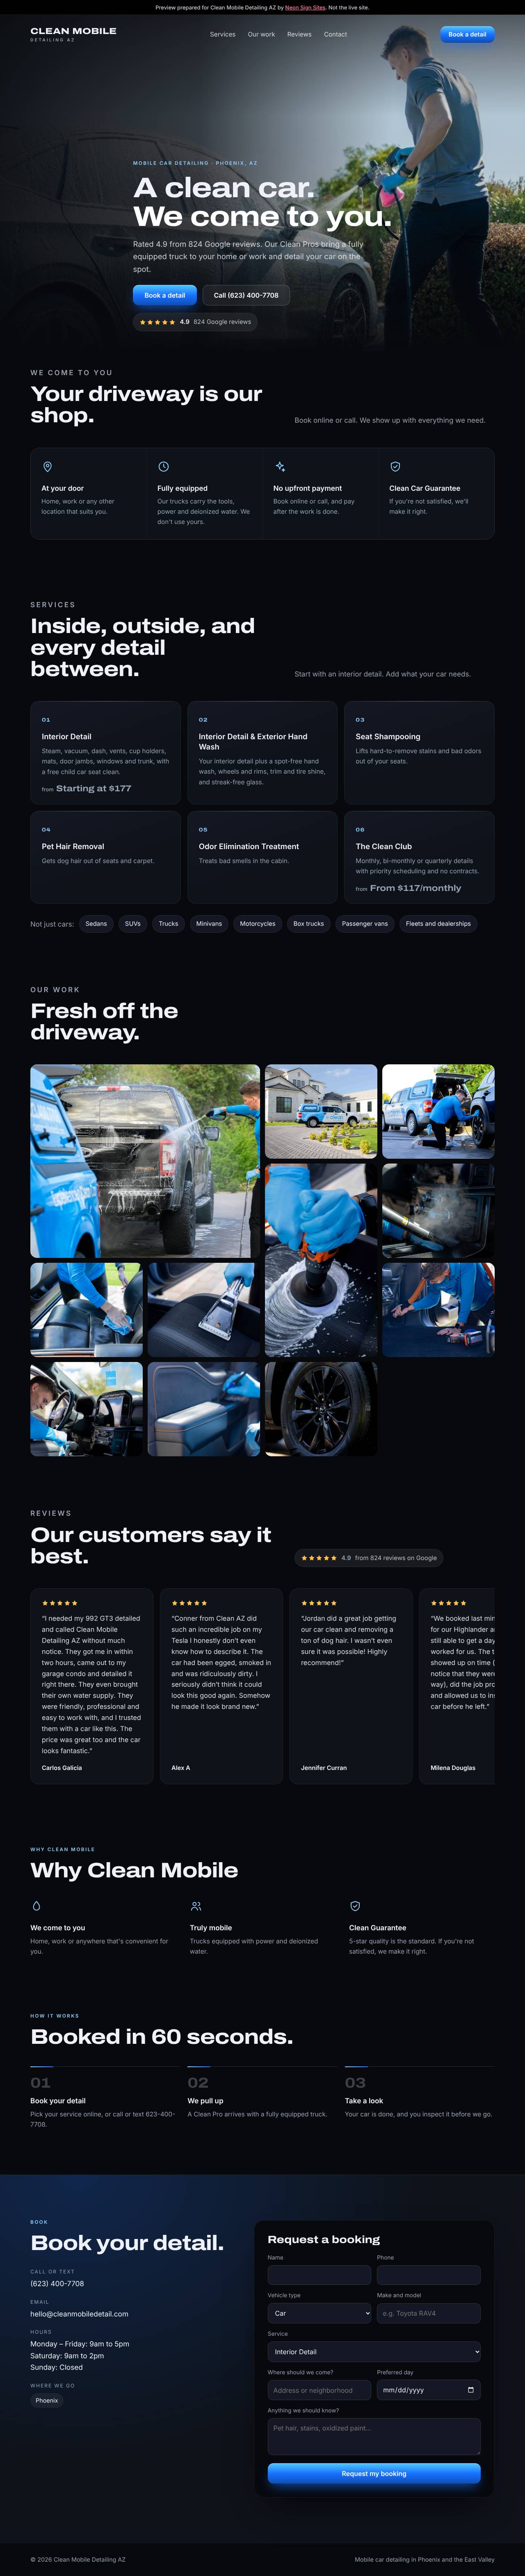 Preview prepared for Clean Mobile Detailing AZ by Neon Sign Sites. Not the live site.
CLEAN MOBILE
DETAILING AZ
Services
Our work
Reviews
Contact
Book a detail
MOBILE CAR DETAILING · PHOENIX, AZ
A clean car.
We come to you.
Rated 4.9 from 824 Google reviews. Our Clean Pros bring a fully
equipped truck to your home or work and detail your car on the
spot.
Book a detail
Call (623) 400-7708
★★★★★ 4.9 824 Google reviews
WE COME TO YOU
Your driveway is our
shop.
Book online or call. We show up with everything we need.
At your door
Home, work or any other
location that suits you.
Fully equipped
Our trucks carry the tools,
power and deionized water. We
don't use yours.
No upfront payment
Book online or call, and pay
after the work is done.
Clean Car Guarantee
If you're not satisfied, we'll
make it right.
SERVICES
Inside, outside, and
every detail
between.
Start with an interior detail. Add what your car needs.
01
Interior Detail
Steam, vacuum, dash, vents, cup holders,
mats, door jambs, windows and trunk, with
a free child car seat clean.
from Starting at $177
02
Interior Detail & Exterior Hand
Wash
Your interior detail plus a spot-free hand
wash, wheels and rims, trim and tire shine,
and streak-free glass.
03
Seat Shampooing
Lifts hard-to-remove stains and bad odors
out of your seats.
04
Pet Hair Removal
Gets dog hair out of seats and carpet.
05
Odor Elimination Treatment
Treats bad smells in the cabin.
06
The Clean Club
Monthly, bi-monthly or quarterly details
with priority scheduling and no contracts.
from From $117/monthly
Not just cars:
Sedans
SUVs
Trucks
Minivans
Motorcycles
Box trucks
Passenger vans
Fleets and dealerships
OUR WORK
Fresh off the
driveway.
REVIEWS
Our customers say it
best.
★★★★★ 4.9 from 824 reviews on Google
★★★★★
“I needed my 992 GT3 detailed
and called Clean Mobile
Detailing AZ without much
notice. They got me in within
two hours, came out to my
garage condo and detailed it
right there. They even brought
their own water supply. They
were friendly, professional and
easy to work with, and I trusted
them with a car like this. The
price was great too and the car
looks fantastic.”
Carlos Galicia
★★★★★
“Conner from Clean AZ did
such an incredible job on my
Tesla I honestly don't even
know how to describe it. The
car had been egged, smoked in
and was ridiculously dirty. I
seriously didn't think it could
look this good again. Somehow
he made it look brand new.”
Alex A
★★★★★
“Jordan did a great job getting
our car clean and removing a
ton of dog hair. I wasn't even
sure it was possible! Highly
recommend!”
Jennifer Curran
★★★★★
“We booked last min
for our Highlander a
still able to get a day
worked for us. The t
showed up on time (
notice that they were
way), did the job pro
and allowed us to ins
car before he left.”
Milena Douglas
WHY CLEAN MOBILE
Why Clean Mobile
We come to you
Home, work or anywhere that's convenient for
you.
Truly mobile
Trucks equipped with power and deionized
water.
Clean Guarantee
5-star quality is the standard. If you're not
satisfied, we make it right.
HOW IT WORKS
Booked in 60 seconds.
01
Book your detail
Pick your service online, or call or text 623-400-
7708.
02
We pull up
A Clean Pro arrives with a fully equipped truck.
03
Take a look
Your car is done, and you inspect it before we go.
BOOK
Book your detail.
CALL OR TEXT
(623) 400-7708
EMAIL
hello@cleanmobiledetail.com
HOURS
Monday – Friday: 9am to 5pm
Saturday: 9am to 2pm
Sunday: Closed
WHERE WE GO
Phoenix
Request a booking
Name
Phone
Vehicle type
Make and model
Car
e.g. Toyota RAV4
Service
Interior Detail
Where should we come?
Preferred day
Address or neighborhood
mm/dd/yyyy
Anything we should know?
Pet hair, stains, oxidized paint...
Request my booking
© 2026 Clean Mobile Detailing AZ
Mobile car detailing in Phoenix and the East Valley